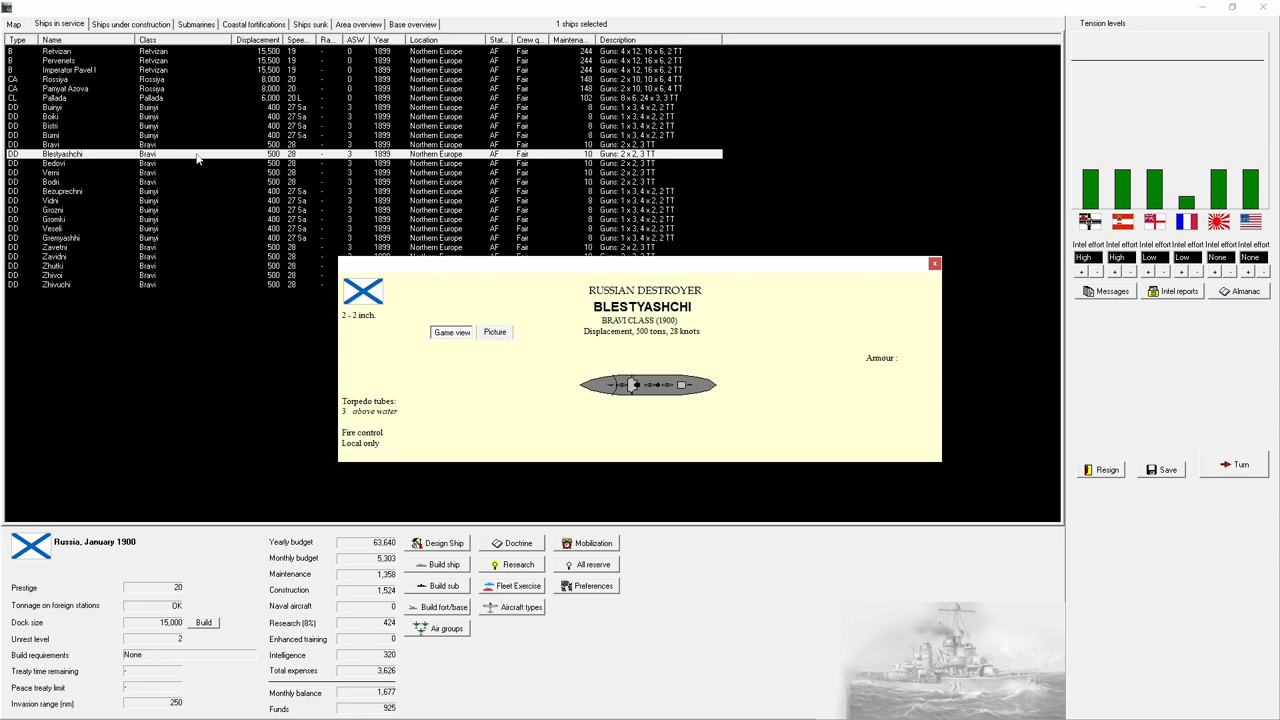 Map Ships in service Ships under construction Submarines Coastal fortifications Ships sunk Area overview Base overview 1 ships selected Tension levels
Type Name Class Displacement Spee... Ra... ASW Year Location Stat... Crew q... Maintena... Description
B Retvizan Retvizan 15,500 19 0 1899 Northern Europe AF Fair 244 Guns: 4 x 12, 16 x 6, 2 TT
B Pervenets Retvizan 15,500 19 - 0 1899 Northern Europe AF Fair 244 Guns: 4 x 12, 16 x 6, 2 TT
B Imperator Pavel I Retvizan 15,500 19 - 0 1899 Northern Europe AF Fair 244 Guns: 4 x 12, 16 x 6, 2 TT
CA Rossiya Rossiya 8,000 20 - 0 1899 Northern Europe AF Fair 148 Guns: 2 x 10, 10 x 6, 4 TT
CA Pamyat Azova Rossiya 8,000 20 - 0 1899 Northern Europe AF Fair 148 Guns: 2 x 10, 10 x 6, 4 TT
CL Pallada Pallada 6,000 20 L - 0 1899 Northern Europe AF Fair 102 Guns: 8 x 6, 24 x 3, 3 TT
DD Buinyi Buinyi 400 27 Sa - 3 1899 Northern Europe AF Fair 8 Guns: 1 x 3, 4 x 2, 2 TT
DD Boiki Buinyi 400 27 Sa - 3 1899 Northern Europe AF Fair 8 Guns: 1 x 3, 4 x 2, 2 TT
DD Bistri Buinyi 400 27 Sa - 3 1899 Northern Europe AF Fair 8 Guns: 1 x 3, 4 x 2, 2 TT
DD Burni Buinyi 400 27 Sa - 3 1899 Northern Europe AF Fair 8 Guns: 1 x 3, 4 x 2, 2 TT
DD Bravi Bravi 500 28 - 3 1899 Northern Europe AF Fair 10 Guns: 2 x 2, 3 TT
DD Blestyashchi Bravi 500 28 - 3 1899 Northern Europe AF Fair 10 Guns: 2 x 2, 3 TT
DD Bedovi Bravi 500 28 - 3 1899 Northern Europe AF Fair 10 Guns: 2 x 2, 3 TT
DD Verni Bravi 500 28 - 3 1899 Northern Europe AF Fair 10 Guns: 2 x 2, 3 TT
DD Bodri Bravi 500 28 - 3 1899 Northern Europe AF Fair 10 Guns: 2 x 2, 3 TT
DD Bezuprechni Buinyi 400 27 Sa - 3 1899 Northern Europe AF Fair 8 Guns: 1 x 3, 4 x 2, 2 TT
DD Vidni Buinyi 400 27 Sa - 3 1899 Northern Europe AF Fair 8 Guns: 1 x 3, 4 x 2, 2 TT
DD Grozni Buinyi 400 27 Sa - 3 1899 Northern Europe AF Fair 8 Guns: 1 x 3, 4 x 2, 2 TT
DD Gromki Buinyi 400 27 Sa - 3 1899 Northern Europe AF Fair 8 Guns: 1 x 3, 4 x 2, 2 TT
DD Veseli Buinyi 400 27 Sa - 3 1899 Northern Europe AF Fair 8 Guns: 1 x 3, 4 x 2, 2 TT
DD Gremyashhi Buinyi 400 27 Sa - 3 1899 Northern Europe AF Fair 8 Guns: 1 x 3, 4 x 2, 2 TT
DD Zavetni Bravi 500 28 - 3 1899 Northern Europe AF Fair 10 Guns: 2 x 2, 3 TT
DD Zavidni Bravi 500 28
DD Zhutki Bravi 500 28
DD Zhivoi Bravi 500 28
DD Zhivuchi Bravi 500 28
RUSSIAN DESTROYER
BLESTYASHCHI
BRAVI CLASS (1900)
Displacement, 500 tons, 28 knots
2 - 2 inch.
Game view Picture
Armour :
Torpedo tubes:
3 above water
Fire control
Local only
Intel effort Intel effort Intel effort Intel effort Intel effort Intel effort
High High Low Low None None
+ - + - + - + - + - + -
Messages Intel reports Almanac
Resign Save Turn
Russia, January 1900
Prestige 20
Tonnage on foreign stations OK
Dock size 15,000 Build
Unrest level 2
Build requirements None
Treaty time remaining -
Peace treaty limit -
Invasion range (nm) 250
Yearly budget 63,640
Monthly budget 5,303
Maintenance 1,358
Construction 1,524
Naval aircraft 0
Research (8%) 424
Enhanced training 0
Intelligence 320
Total expenses 3,626
Monthly balance 1,677
Funds 925
Design Ship Doctrine Mobilization
Build ship Research All reserve
Build sub Fleet Exercise Preferences
Build fort/base Aircraft types
Air groups